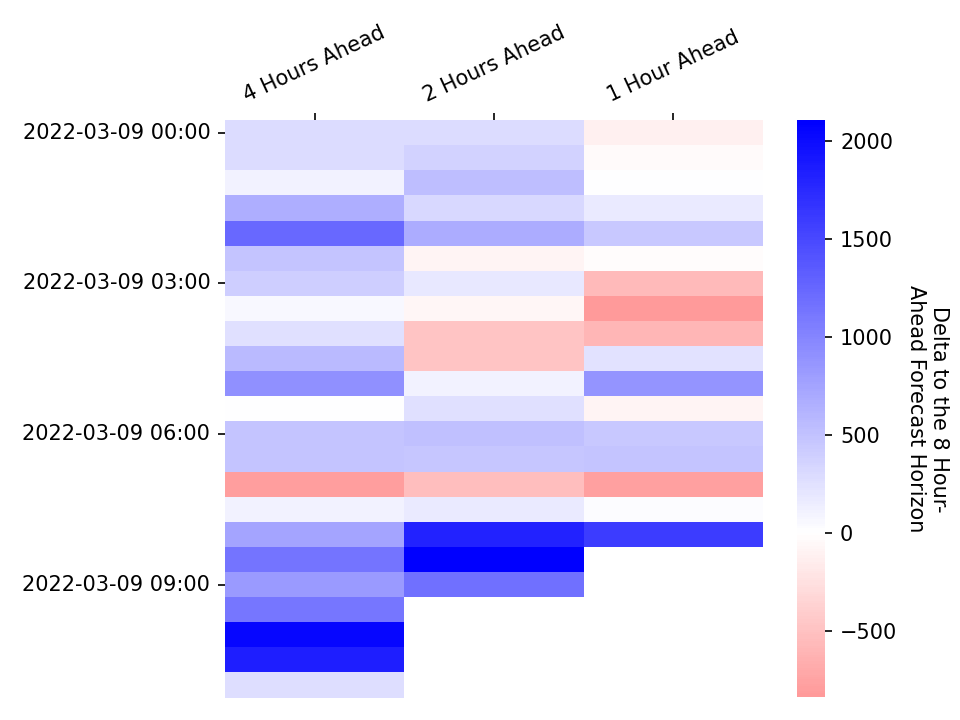 4 Hours Ahead
2 Hours Ahead
1 Hour Ahead
2022-03-09 00:00
2022-03-09 03:00
2022-03-09 06:00
2022-03-09 09:00
2000
1500
1000
500
0
−500
Delta to the 8 Hour-
Ahead Forecast Horizon